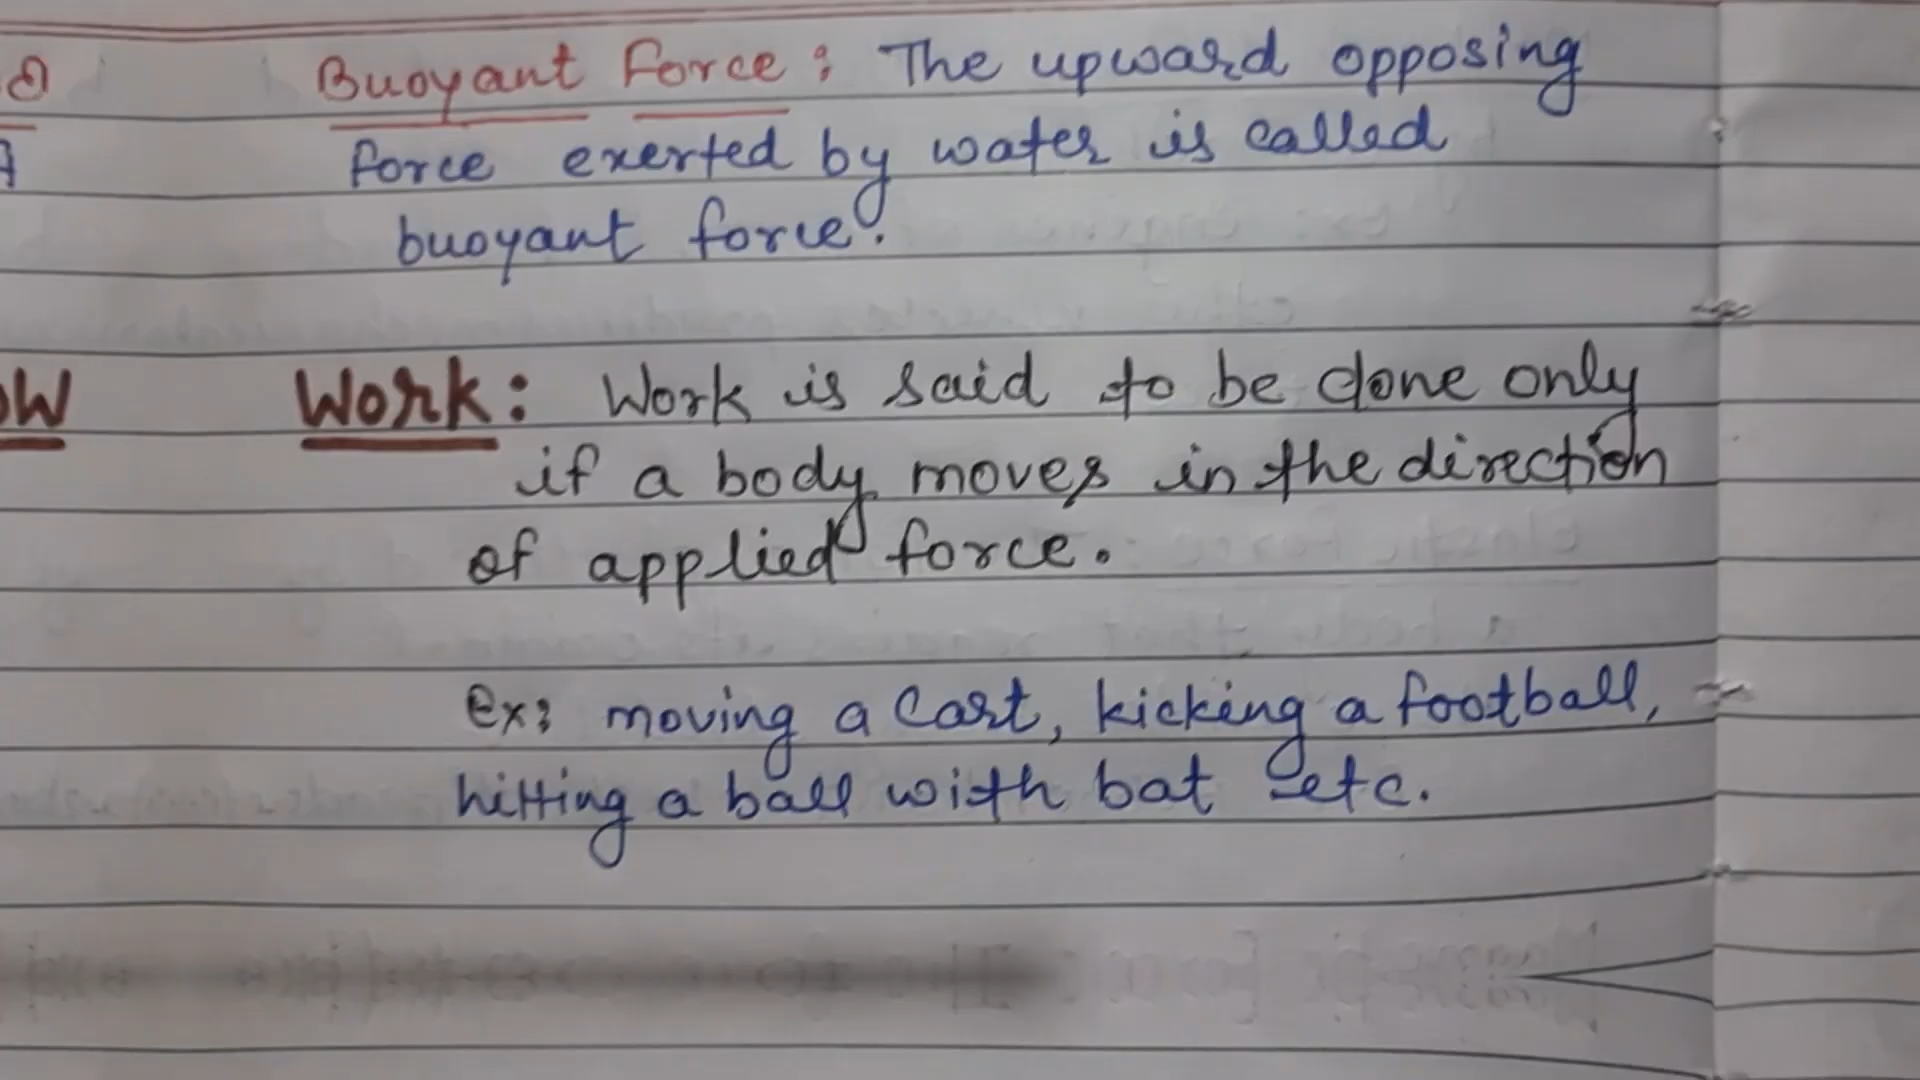 Buoyant Force : The upward opposing
force exerted by water is called
buoyant force.
Work : Work is said to be done only
if a body moves in the direction
of applied force.
ex: moving a cart, kicking a football,
hitting a ball with bat etc.